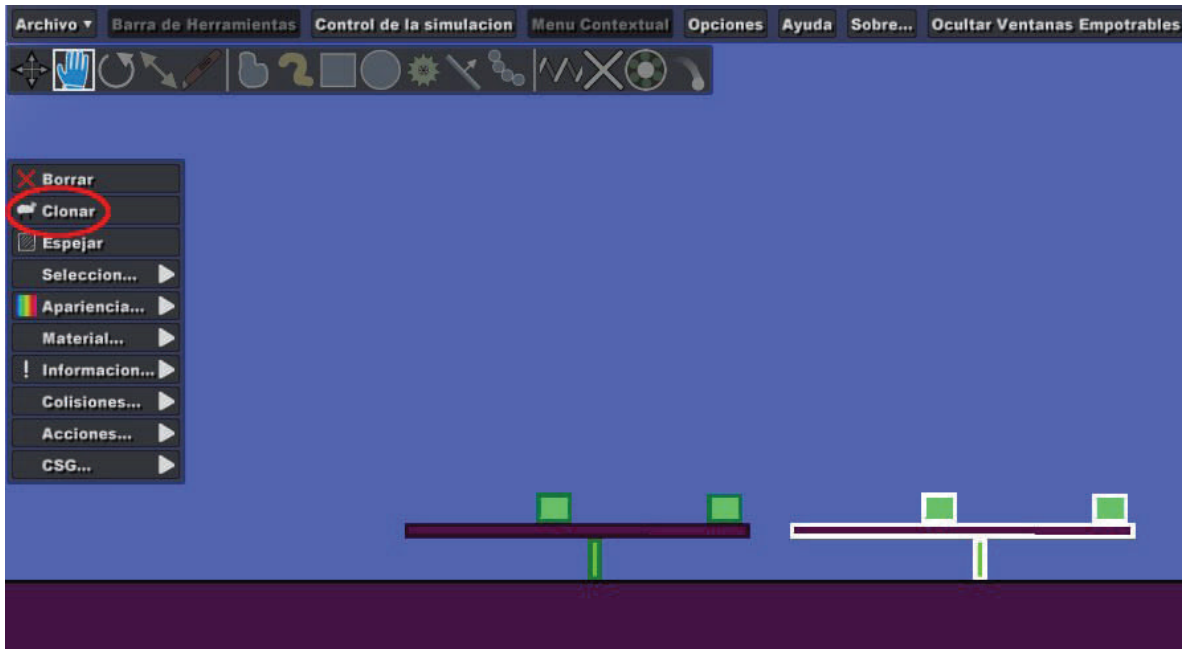 Archivo Barra de Herramientas Control de la simulacion Menu Contextual Opciones Ayuda Sobre... Ocultar Ventanas Empotrables
Borrar
Clonar
Espejar
Seleccion...
Apariencia...
Material...
! Informacion...
Colisiones...
Acciones...
CSG...